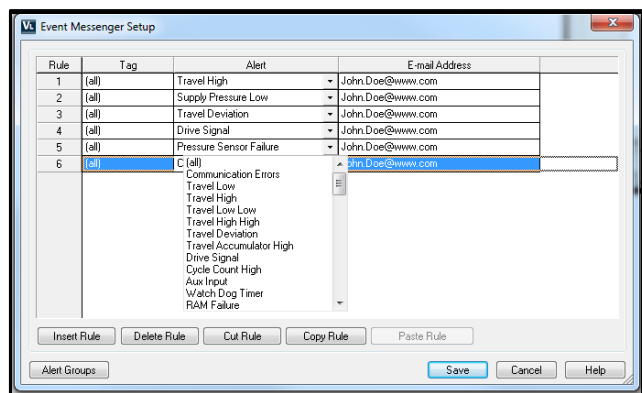 VL Event Messenger Setup
Rule Tag Alert E-mail Address
1 (all) Travel High John.Doe@www.com
2 (all) Supply Pressure Low John.Doe@www.com
3 (all) Travel Deviation John.Doe@www.com
4 (all) Drive Signal John.Doe@www.com
5 (all) Pressure Sensor Failure John.Doe@www.com
6 (all) C (all) ohn.Doe@www.com
Communication Errors
Travel Low
Travel High
Travel Low Low
Travel High High
Travel Deviation
Travel Accumulator High
Drive Signal
Cycle Count High
Aux Input
Watch Dog Timer
RAM Failure
Insert Rule Delete Rule Cut Rule Copy Rule Paste Rule
Alert Groups Save Cancel Help